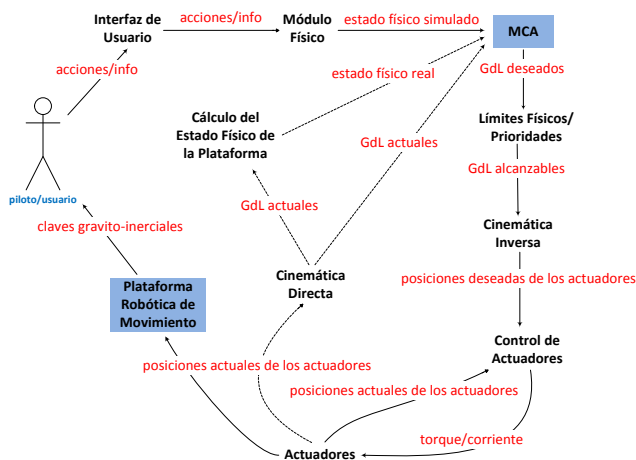 Interfaz de
Usuario
acciones/info
Módulo
Físico
estado físico simulado
MCA
acciones/info
estado físico real
GdL deseados
Cálculo del
Estado Físico de
la Plataforma
Límites Físicos/
Prioridades
GdL actuales
GdL alcanzables
piloto/usuario
GdL actuales
claves gravito-inerciales
Cinemática
Inversa
Cinemática
Directa
posiciones deseadas de los actuadores
Plataforma
Robótica de
Movimiento
Control de
Actuadores
posiciones actuales de los actuadores
posiciones actuales de los actuadores
torque/corriente
Actuadores